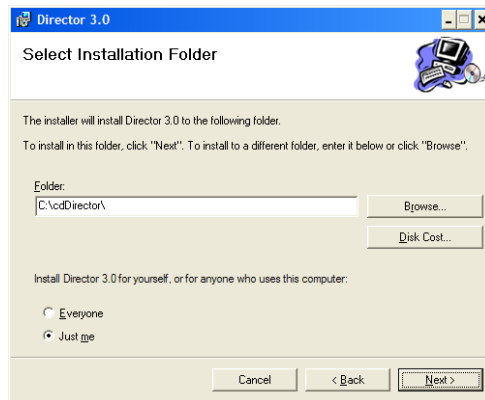 Director 3.0
Select Installation Folder
The installer will install Director 3.0 to the following folder.
To install in this folder, click "Next". To install to a different folder, enter it below or click "Browse".
Folder:
C:\cdDirector\
Browse...
Disk Cost...
Install Director 3.0 for yourself, or for anyone who uses this computer:
Everyone
Just me
Cancel
< Back
Next >